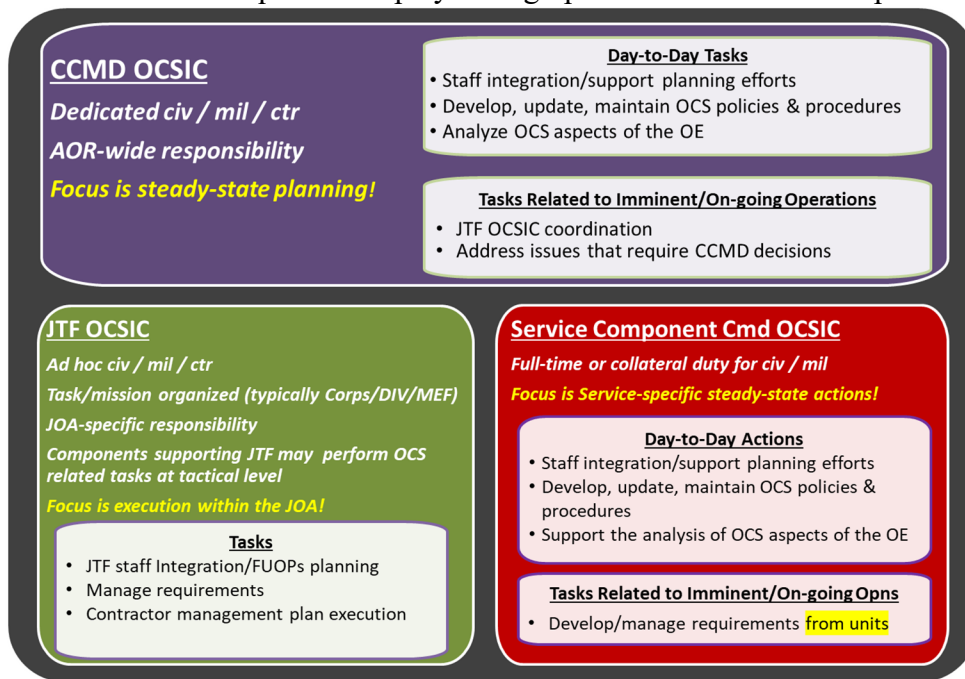 CCMD OCSIC
Dedicated civ / mil / ctr
AOR-wide responsibility
Focus is steady-state planning!
Day-to-Day Tasks
• Staff integration/support planning efforts
• Develop, update, maintain OCS policies & procedures
• Analyze OCS aspects of the OE
Tasks Related to Imminent/On-going Operations
• JTF OCSIC coordination
• Address issues that require CCMD decisions
JTF OCSIC
Ad hoc civ / mil / ctr
Task/mission organized (typically Corps/DIV/MEF)
JOA-specific responsibility
Components supporting JTF may perform OCS
related tasks at tactical level
Focus is execution within the JOA!
Tasks
• JTF staff Integration/FUOPs planning
• Manage requirements
• Contractor management plan execution
Service Component Cmd OCSIC
Full-time or collateral duty for civ / mil
Focus is Service-specific steady-state actions!
Day-to-Day Actions
• Staff integration/support planning efforts
• Develop, update, maintain OCS policies &
procedures
• Support the analysis of OCS aspects of the OE
Tasks Related to Imminent/On-going Opns
• Develop/manage requirements from units